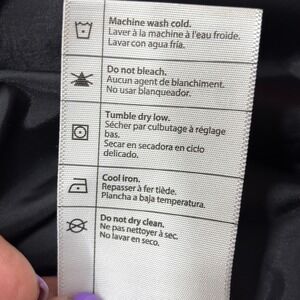 Machine wash cold.
Laver à la machine à l'eau froide.
Lavar con agua fría.
Do not bleach.
Aucun agent de blanchiment.
No usar blanqueador.
Tumble dry low.
Sécher par culbutage à réglage
bas.
Secar en secadora en ciclo
delicado.
Cool iron.
Repasser à fer tiède.
Plancha a baja temperatura.
Do not dry clean.
Ne pas nettoyer à sec.
No lavar en seco.